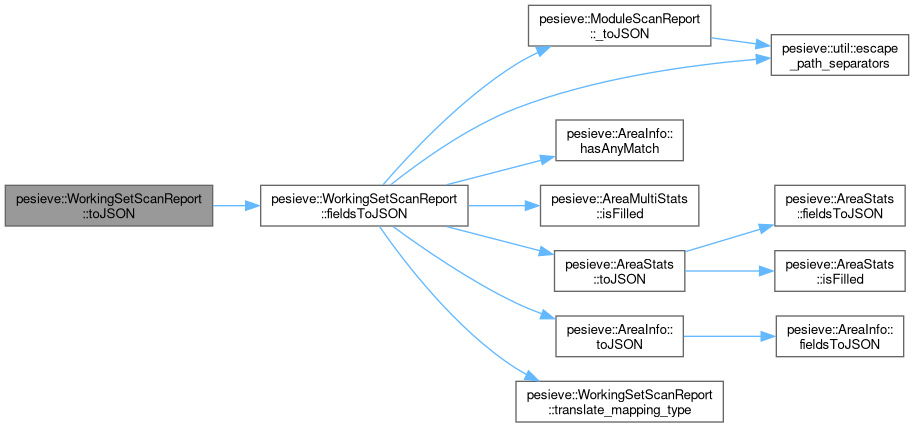 pesieve::WorkingSetScanReport
::toJSON
pesieve::WorkingSetScanReport
::fieldsToJSON
pesieve::ModuleScanReport
::_toJSON
pesieve::util::escape
_path_separators
pesieve::AreaInfo::
hasAnyMatch
pesieve::AreaMultiStats
::isFilled
pesieve::AreaStats
::toJSON
pesieve::AreaStats
::fieldsToJSON
pesieve::AreaStats
::isFilled
pesieve::AreaInfo::
toJSON
pesieve::AreaInfo::
fieldsToJSON
pesieve::WorkingSetScanReport
::translate_mapping_type